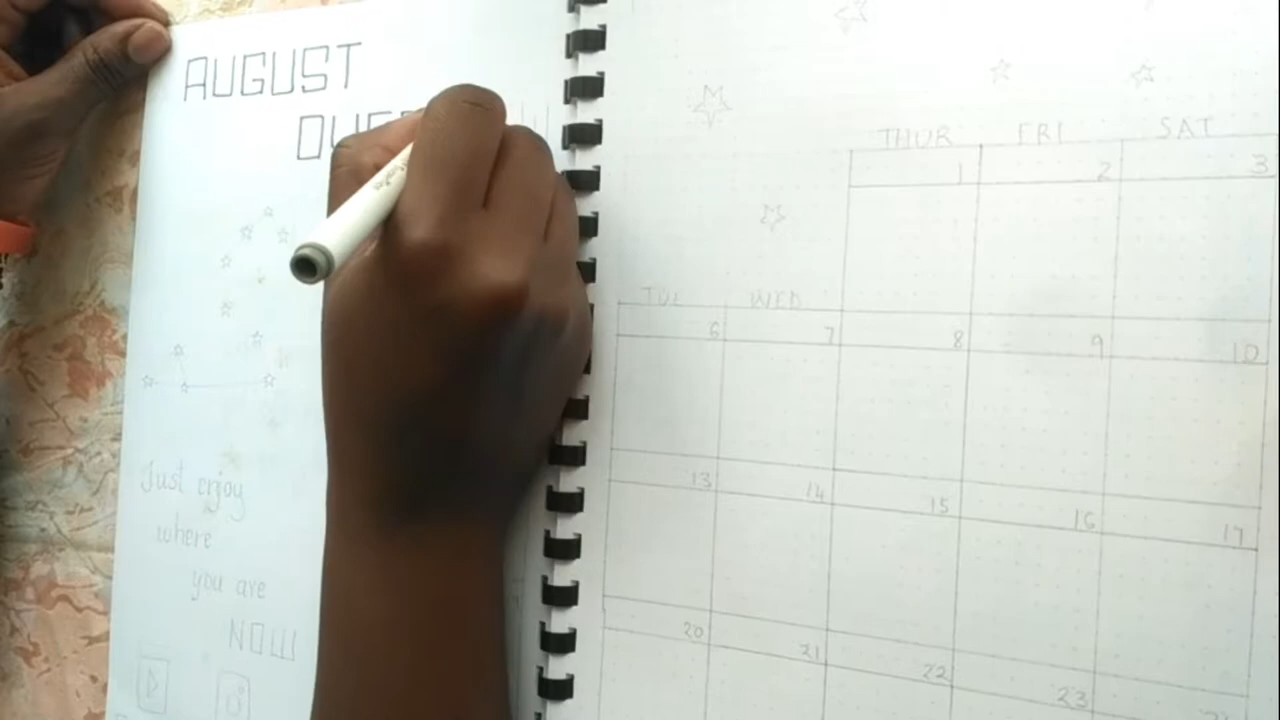 AUGUST
Just enjoy
where
you are
NOW
THUR FRI SAT
1 2 3
TUE WED
6 7 8 9 10
13 14 15 16 17
20 21 22 23